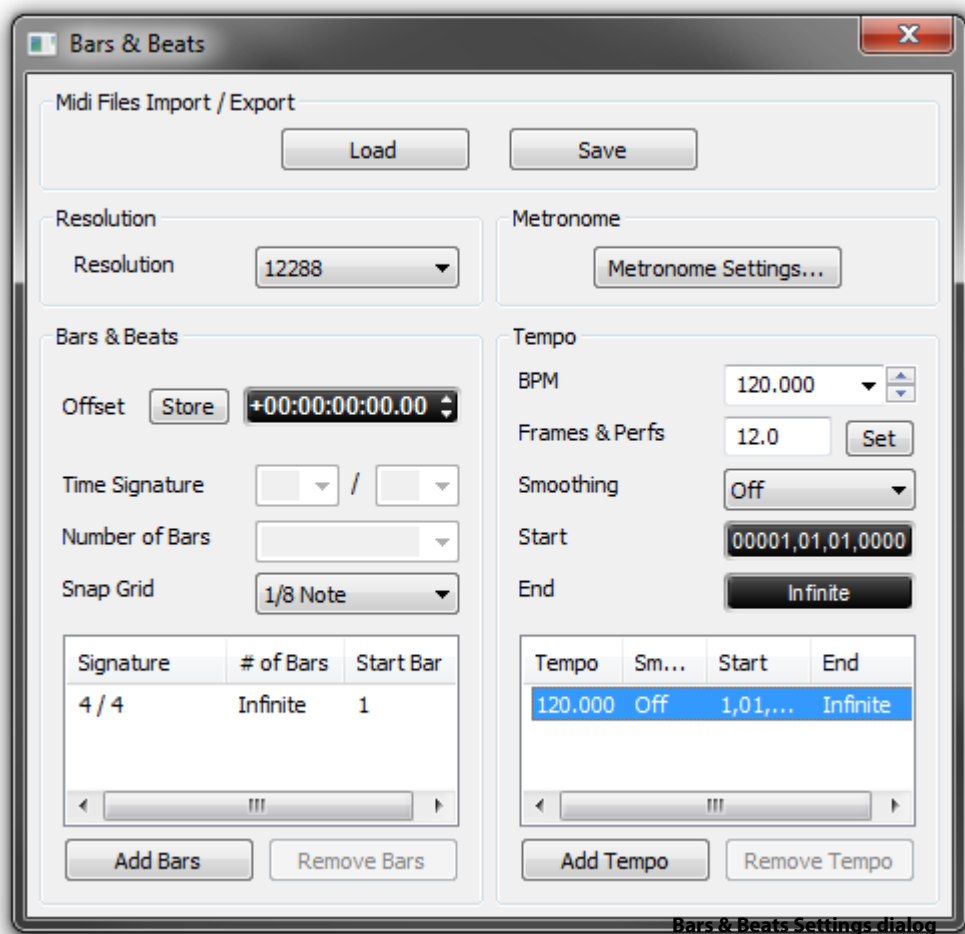 Bars & Beats
Midi Files Import / Export
Load
Save
Resolution
Resolution
12288
Metronome
Metronome Settings...
Bars & Beats
Offset
Store
+00:00:00:00.00
Time Signature
/
Number of Bars
Snap Grid
1/8 Note
Signature # of Bars Start Bar
4 / 4 Infinite 1
Add Bars
Remove Bars
Tempo
BPM
120.000
Frames & Perfs
12.0
Set
Smoothing
Off
Start
00001,01,01,0000
End
Infinite
Tempo Sm... Start End
120.000 Off 1,01,... Infinite
Add Tempo
Remove Tempo
Bars & Beats Settings dialog